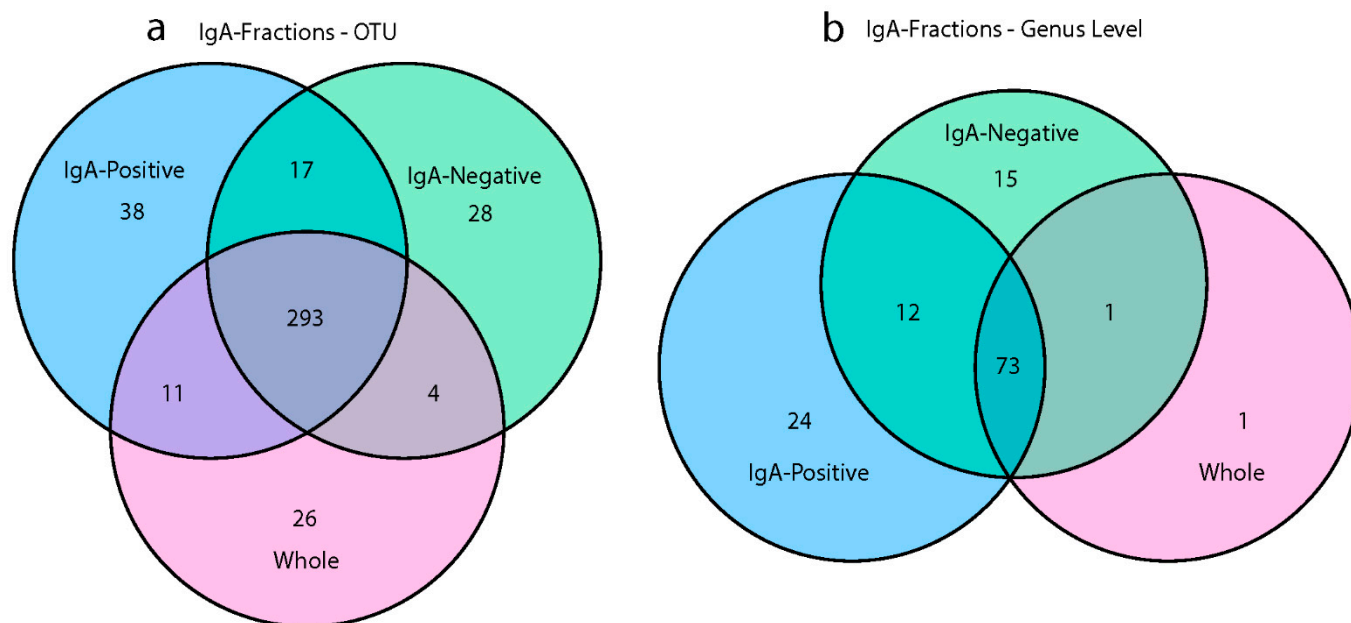 a IgA-Fractions - OTU
IgA-Positive
38
17
IgA-Negative
28
293
11
4
26
Whole
b IgA-Fractions - Genus Level
IgA-Negative
15
12
1
73
24
IgA-Positive
1
Whole